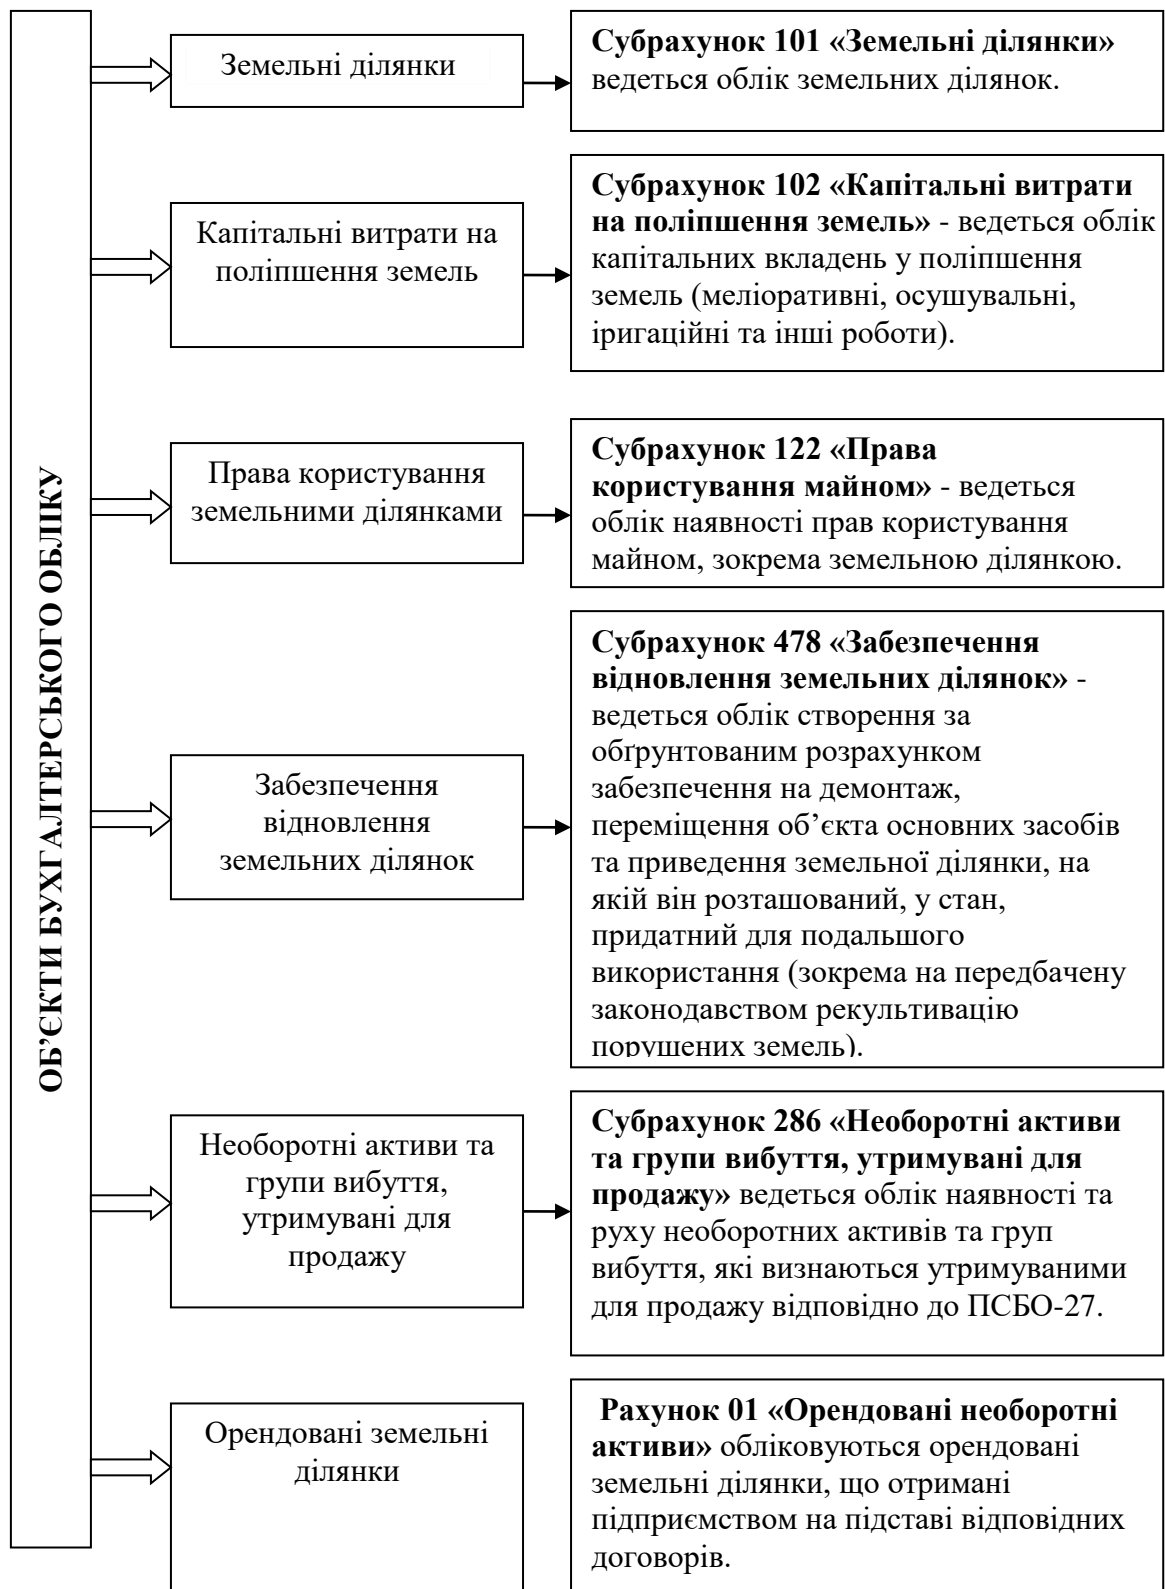 ОБ’ЄКТИ БУХГАЛТЕРСЬКОГО ОБЛІКУ
Земельні ділянки
Субрахунок 101 «Земельні ділянки»
ведеться облік земельних ділянок.
Капітальні витрати на
поліпшення земель
Субрахунок 102 «Капітальні витрати
на поліпшення земель» - ведеться облік
капітальних вкладень у поліпшення
земель (меліоративні, осушувальні,
іригаційні та інші роботи).
Права користування
земельними ділянками
Субрахунок 122 «Права
користування майном» - ведеться
облік наявності прав користування
майном, зокрема земельною ділянкою.
Забезпечення
відновлення
земельних ділянок
Субрахунок 478 «Забезпечення
відновлення земельних ділянок» -
ведеться облік створення за
обґрунтованим розрахунком
забезпечення на демонтаж,
переміщення об’єкта основних засобів
та приведення земельної ділянки, на
якій він розташований, у стан,
придатний для подальшого
використання (зокрема на передбачену
законодавством рекультивацію
порушених земель).
Необоротні активи та
групи вибуття,
утримувані для
продажу
Субрахунок 286 «Необоротні активи
та групи вибуття, утримувані для
продажу» ведеться облік наявності та
руху необоротних активів та груп
вибуття, які визнаються утримуваними
для продажу відповідно до ПСБО-27.
Орендовані земельні
ділянки
Рахунок 01 «Орендовані необоротні
активи» обліковуються орендовані
земельні ділянки, що отримані
підприємством на підставі відповідних
договорів.